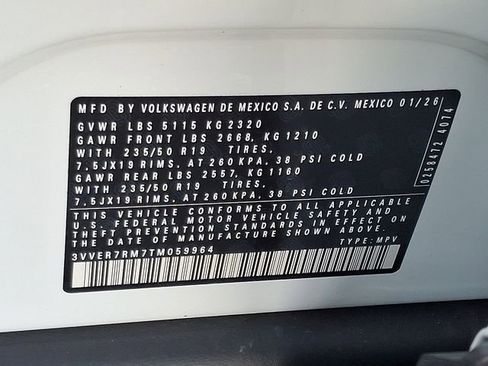 MFD BY VOLKSWAGEN DE MEXICO S.A. DE C.V. MEXICO 01/26
GVWR LBS 5115 KG 2320
GAWR FRONT LBS 2668, KG 1210
WITH 235/50 R19 TIRES,
7,5JX19 RIMS, AT 260 KPA, 38 PSI COLD
GAWR REAR LBS 2557, KG 1160
WITH 235/50 R19 TIRES,
7,5JX19 RIMS, AT 260 KPA, 38 PSI COLD
THIS VEHICLE CONFORMS TO ALL APPLICABLE
U.S. FEDERAL MOTOR VEHICLE SAFETY AND
THEFT PREVENTION STANDARDS IN EFFECT ON
THE DATE OF MANUFACTURE SHOWN ABOVE.
3VVER7RM7TM059964 TYPE: MPV
0258412 4074